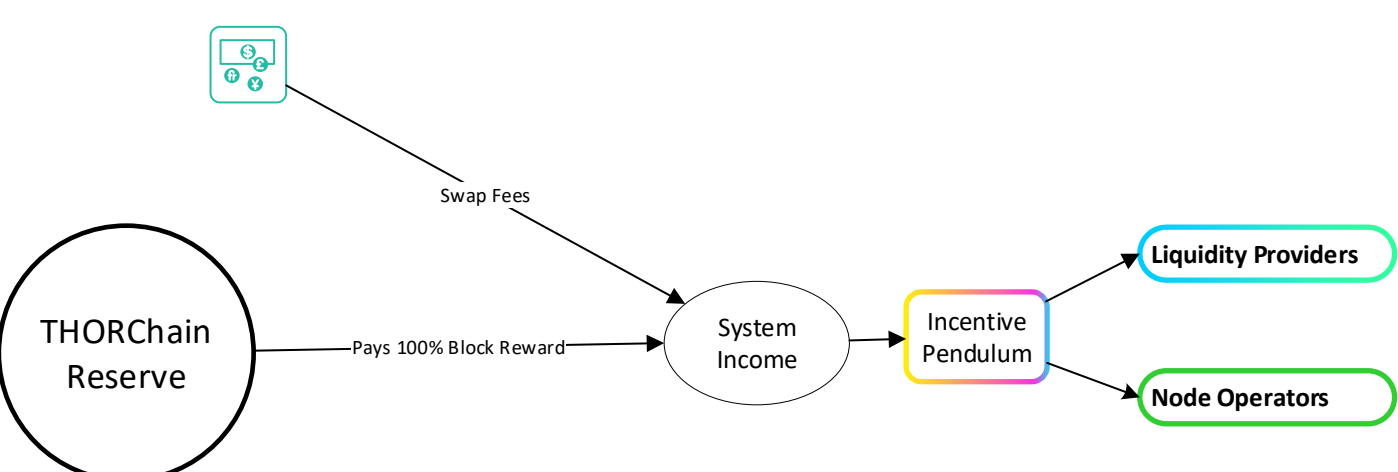 $
£
¥
Swap Fees
THORChain
Reserve
Pays 100% Block Reward
System
Income
Incentive
Pendulum
Liquidity Providers
Node Operators